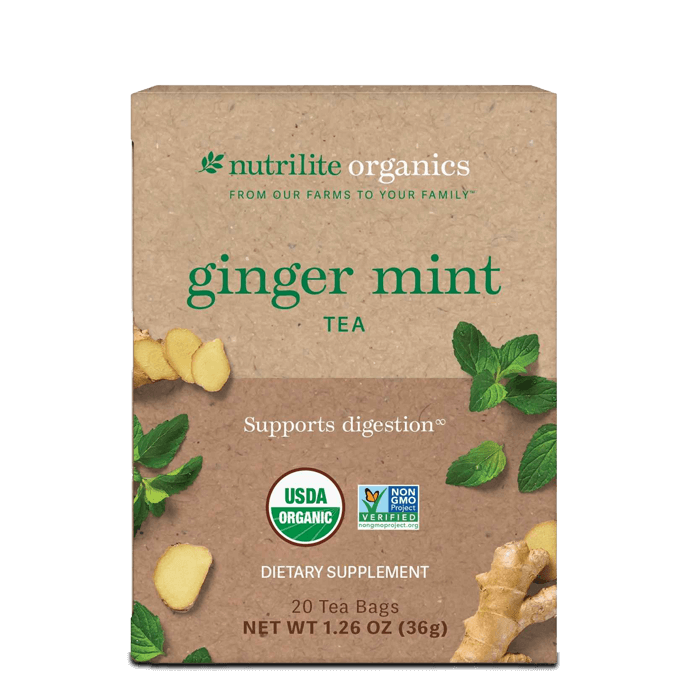 nutrilite organics
FROM OUR FARMS TO YOUR FAMILY™
ginger mint
TEA
Supports digestion∞
USDA
ORGANIC
NON
GMO
Project
VERIFIED
nongmoproject.org
DIETARY SUPPLEMENT
20 Tea Bags
NET WT 1.26 OZ (36g)